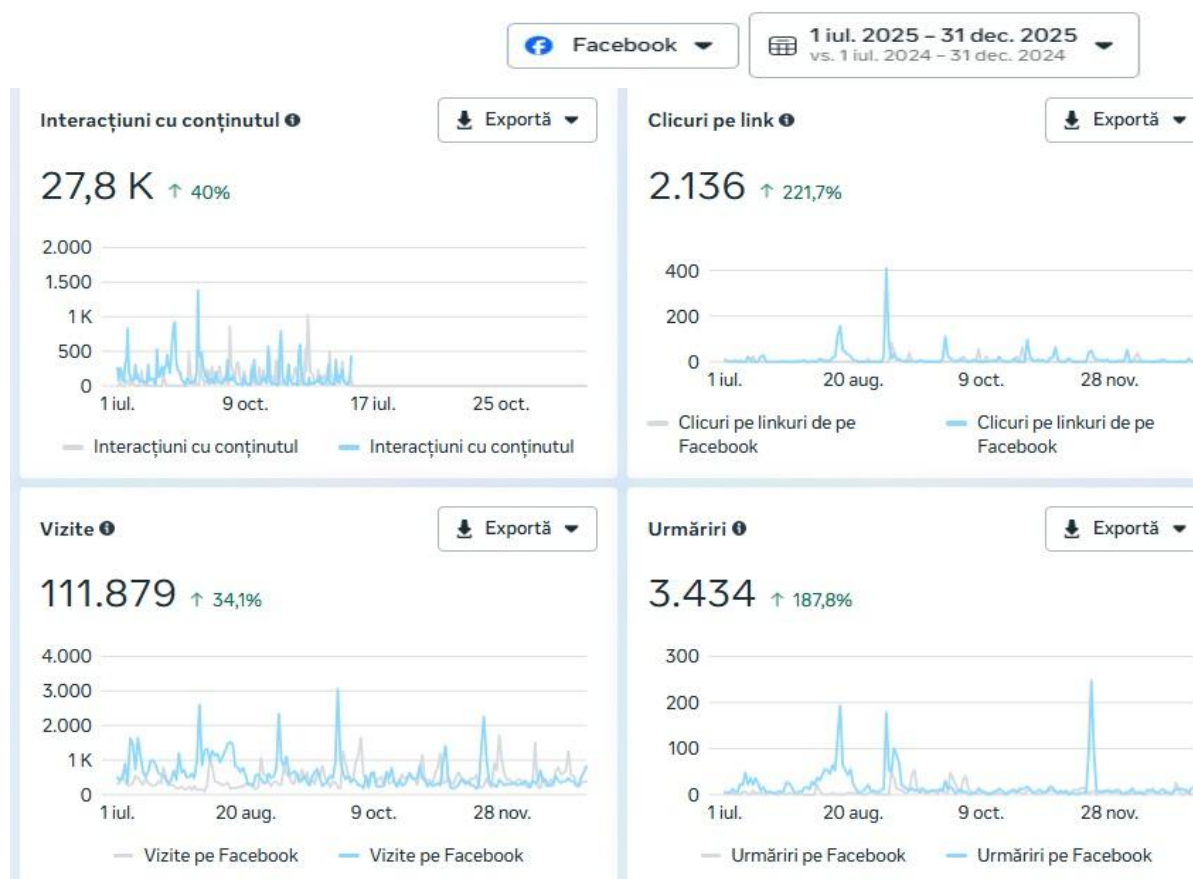 Facebook
1 iul. 2025 – 31 dec. 2025
vs. 1 iul. 2024 – 31 dec. 2024
Interacțiuni cu conținutul
Exportă
27,8 K ↑ 40%
2.000
1.500
1 K
500
0
1 iul.
9 oct.
17 iul.
25 oct.
Interacțiuni cu conținutul
Interacțiuni cu conținutul
Clicuri pe link
Exportă
2.136 ↑ 221,7%
400
200
0
1 iul.
20 aug.
9 oct.
28 nov.
Clicuri pe linkuri de pe
Facebook
Clicuri pe linkuri de pe
Facebook
Vizite
Exportă
111.879 ↑ 34,1%
4.000
3.000
2.000
1 K
0
1 iul.
20 aug.
9 oct.
28 nov.
Vizite pe Facebook
Vizite pe Facebook
Urmăriri
Exportă
3.434 ↑ 187,8%
300
200
100
0
1 iul.
20 aug.
9 oct.
28 nov.
Urmăriri pe Facebook
Urmăriri pe Facebook